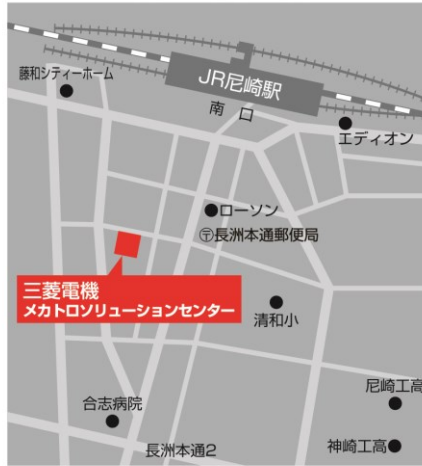 藤和シティーホーム
JR尼崎駅
南 口
エディオン
ローソン
〒長洲本通郵便局
三菱電機
メカトロソリューションセンター
清和小
尼崎工高
合志病院
神崎工高
長洲本通2